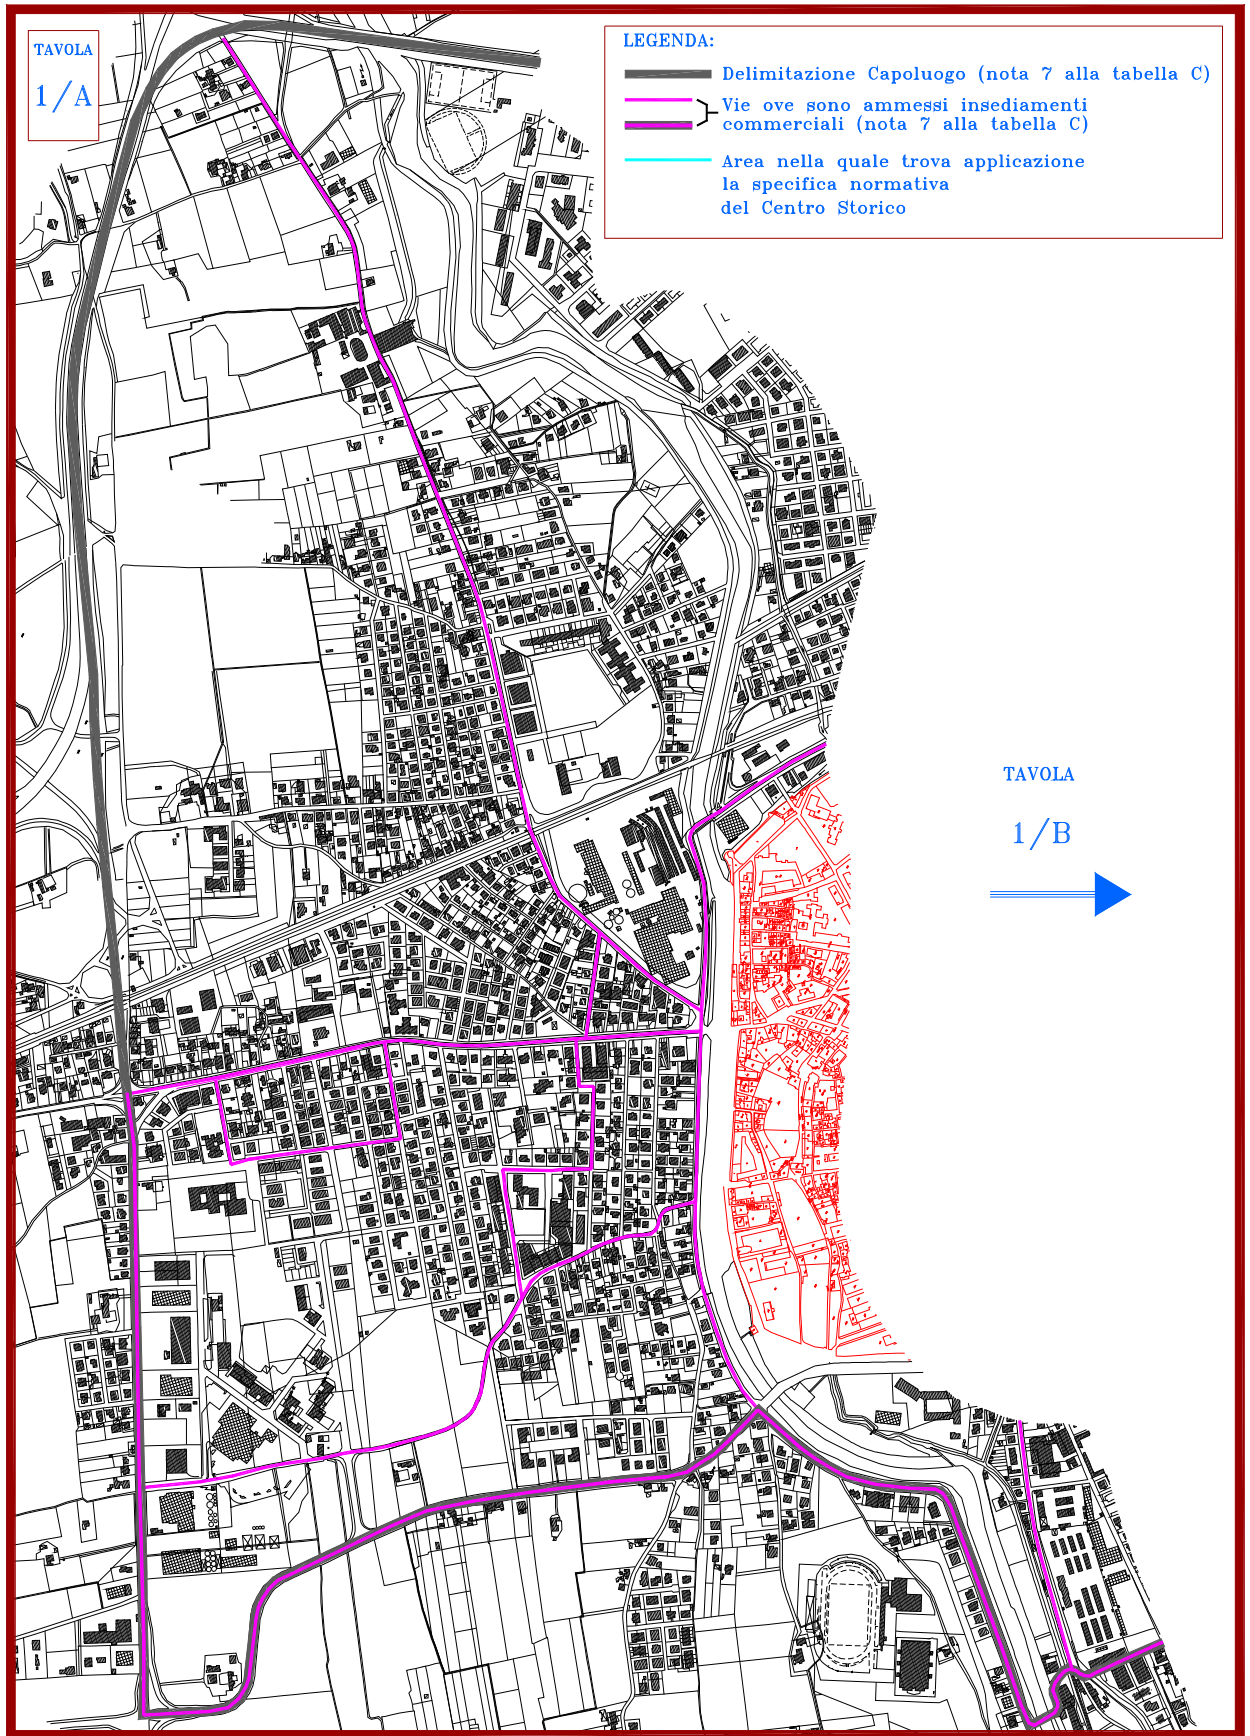 TAVOLA
1/A
LEGENDA:
Delimitazione Capoluogo (nota 7 alla tabella C)
Vie ove sono ammessi insediamenti
commerciali (nota 7 alla tabella C)
Area nella quale trova applicazione
la specifica normativa
del Centro Storico
TAVOLA
1/B